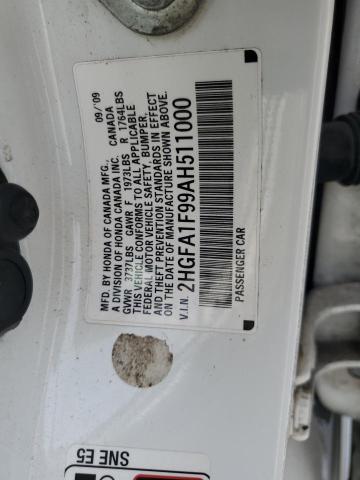 MFD. BY HONDA OF CANADA MFG.,  09/'09
A DIVISION OF HONDA CANADA INC.  CANADA
GVWR 3777LBS GAWR F 1973LBS R 1764LBS
THIS VEHICLE CONFORMS TO ALL APPLICABLE
FEDERAL MOTOR VEHICLE SAFETY, BUMPER,
AND THEFT PREVENTION STANDARDS IN EFFECT
ON THE DATE OF MANUFACTURE SHOWN ABOVE.
V.I.N. 2HGFA1F99AH511000
PASSENGER CAR
SNE E5